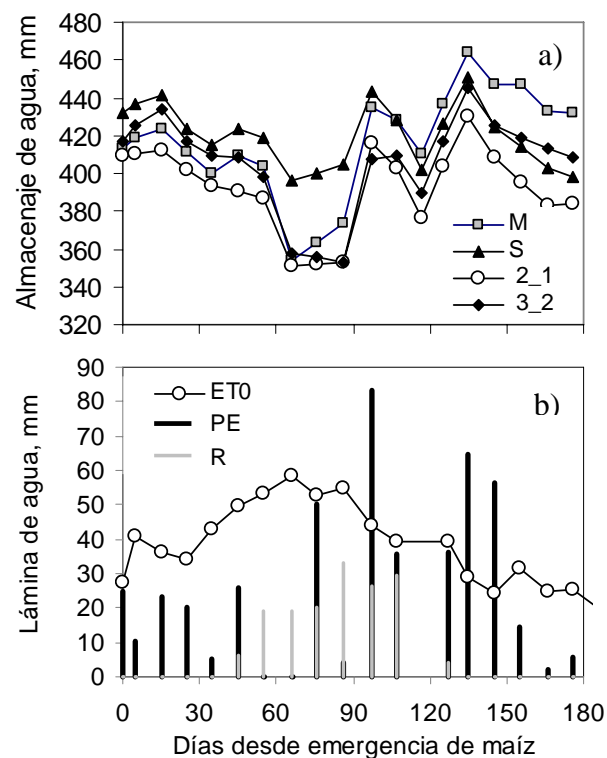 Almacenaje de agua, mm
480
460
440
420
400
380
360
340
320
a)
M
S
2_1
3_2
Lámina de agua, mm
90
80
70
60
50
40
30
20
10
0
b)
ET0
PE
R
0 30 60 90 120 150 180
Días desde emergencia de maíz